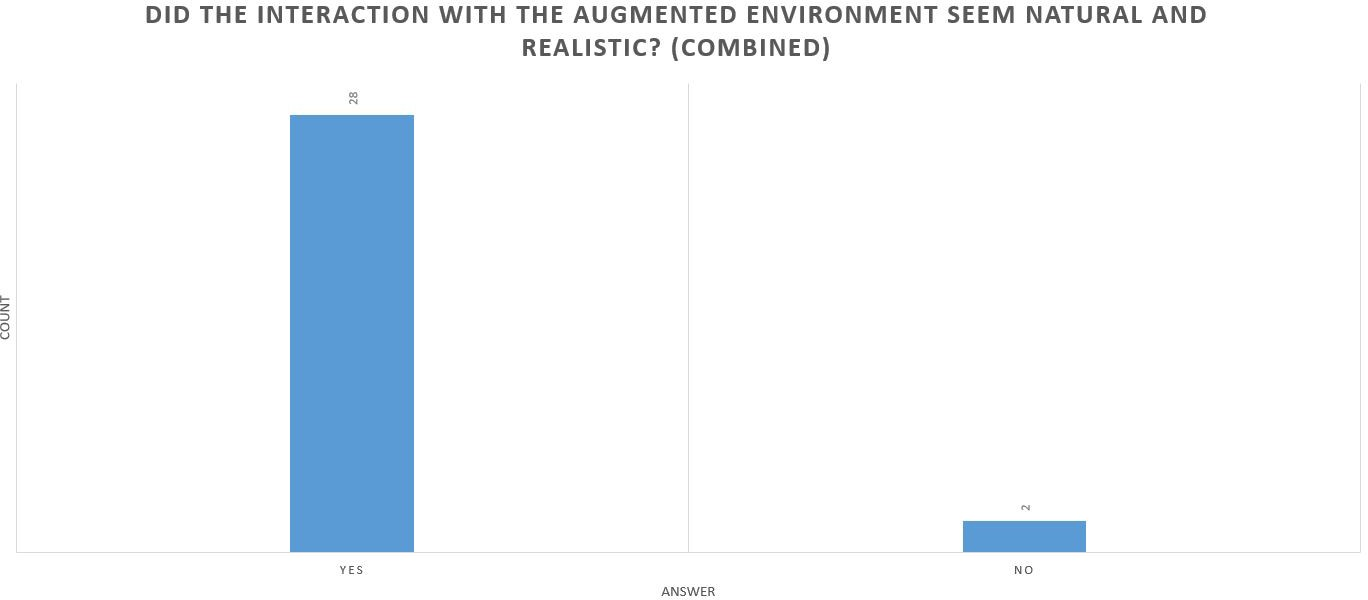 DID THE INTERACTION WITH THE AUGMENTED ENVIRONMENT SEEM NATURAL AND
REALISTIC? (COMBINED)
28
2
COUNT
YES
NO
ANSWER